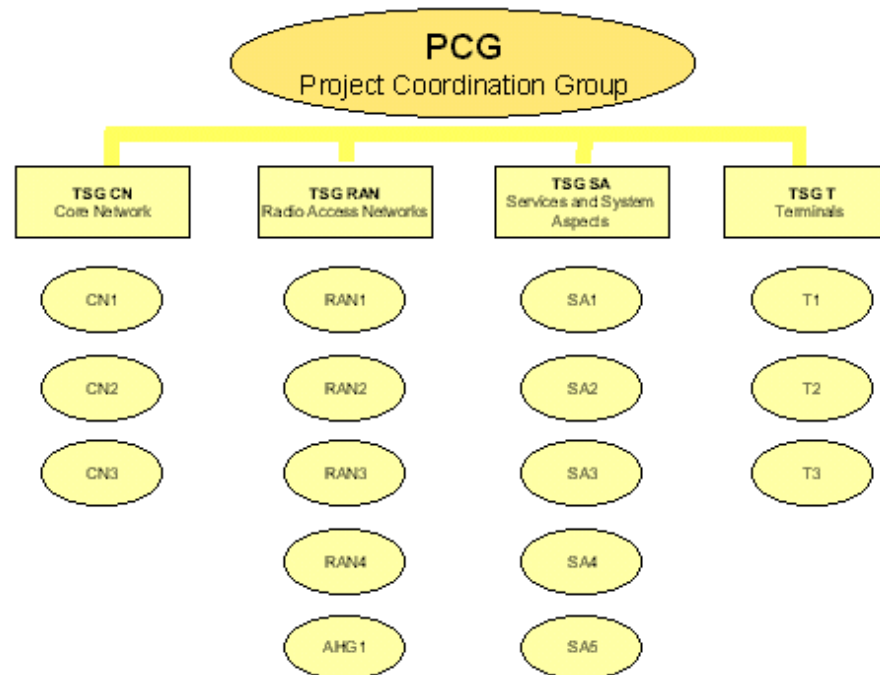 PCG
Project Coordination Group
TSG CN
Core Network
TSG RAN
Radio Access Networks
TSG SA
Services and System
Aspects
TSG T
Terminals
CN1
RAN1
SA1
T1
CN2
RAN2
SA2
T2
CN3
RAN3
SA3
T3
RAN4
SA4
AHG1
SA5